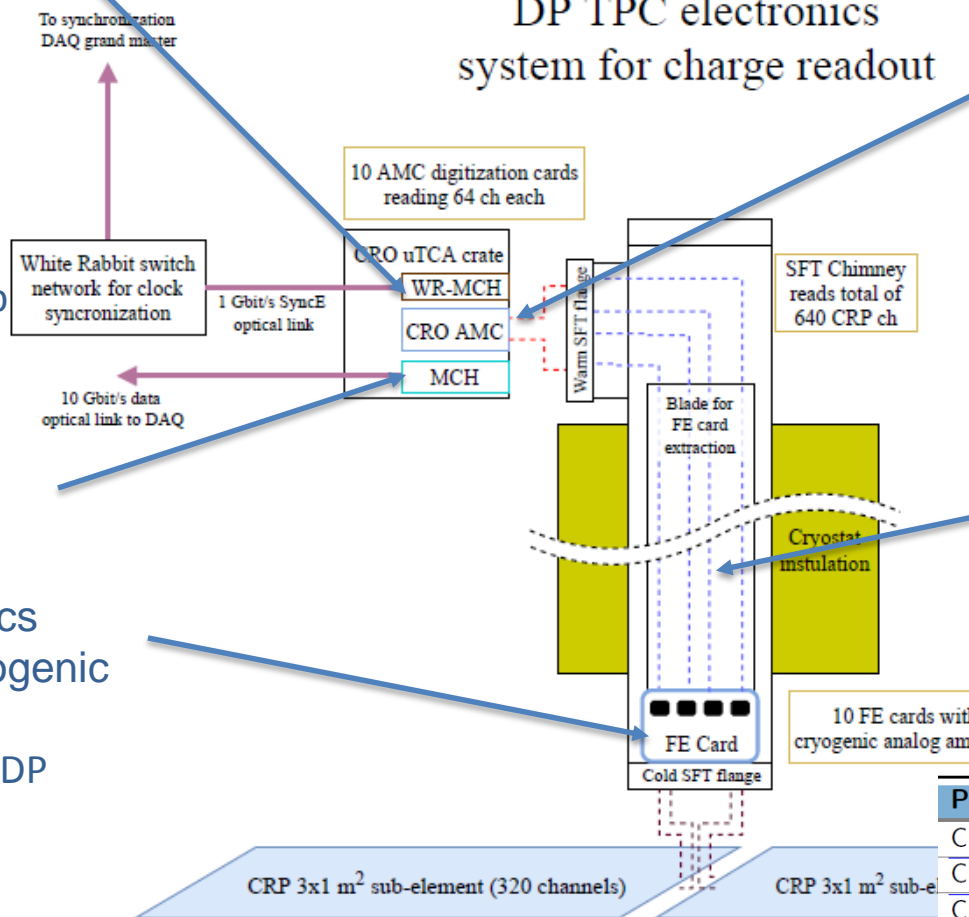 DP TPC electronics
system for charge readout
To synchronization
DAQ grand master
10 AMC digitization cards
reading 64 ch each
White Rabbit switch
network for clock
syncronization
1 Gbit/s SyncE
optical link
CRO uTCA crate
WR-MCH
CRO AMC
MCH
10 Gbit/s data
optical link to DAQ
Warm SFT flange
SFT Chimney
reads total of
640 CRP ch
Blade for
FE card
extraction
Cryostat
instulation
cs
ogenic
DP
FE Card
Cold SFT flange
10 FE cards with
cryogenic analog am
CRP 3x1 m² sub-element (320 channels)
CRP 3x1 m² sub-el
P
C
C
C